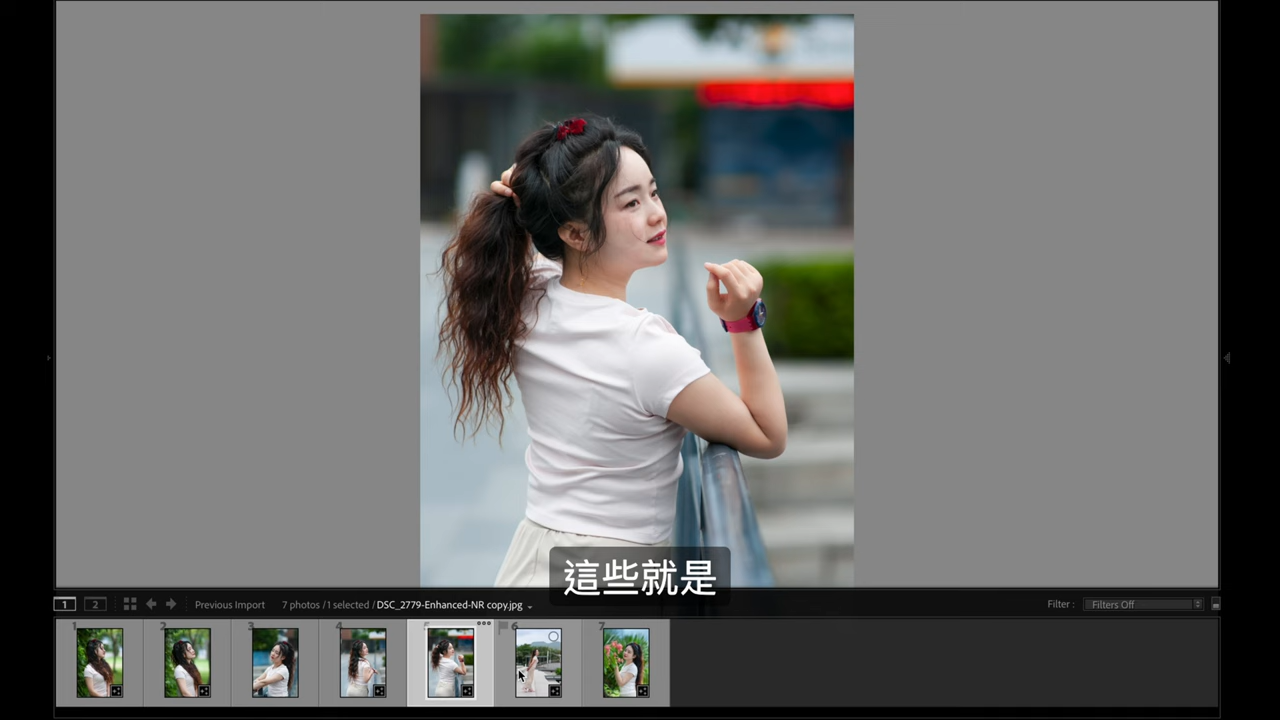 這些就是
1 2 Previous Import 7 photos / 1 selected / DSC_2779-Enhanced-NR copy.jpg Filter : Filters Off
1 2 3 4 5 6 7